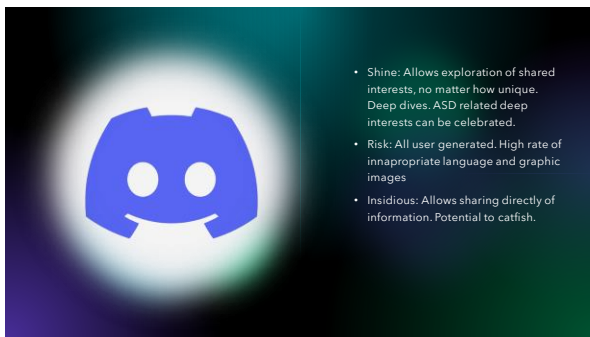 • Shine: Allows exploration of shared
interests, no matter how unique.
Deep dives. ASD related deep
interests can be celebrated.
• Risk: All user generated. High rate of
innapropriate language and graphic
images
• Insidious: Allows sharing directly of
information. Potential to catfish.